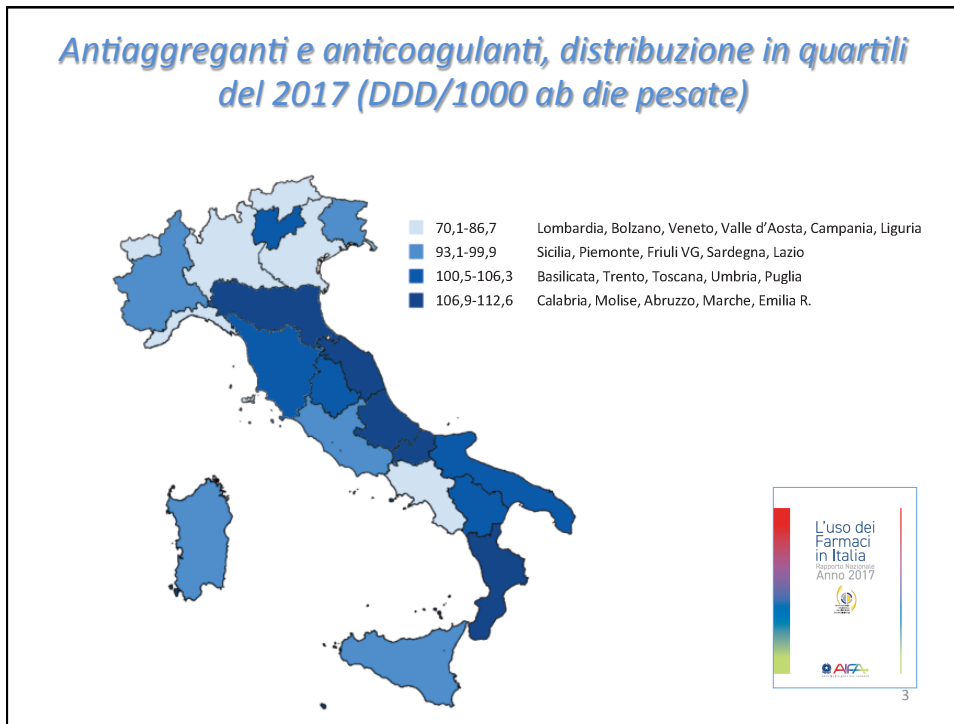 Antiaggreganti e anticoagulanti, distribuzione in quartili
del 2017 (DDD/1000 ab die pesate)
70,1-86,7 Lombardia, Bolzano, Veneto, Valle d'Aosta, Campania, Liguria
93,1-99,9 Sicilia, Piemonte, Friuli VG, Sardegna, Lazio
100,5-106,3 Basilicata, Trento, Toscana, Umbria, Puglia
106,9-112,6 Calabria, Molise, Abruzzo, Marche, Emilia R.
L'uso dei
Farmaci
in Italia
Rapporto Nazionale
Anno 2017
AIFA
3